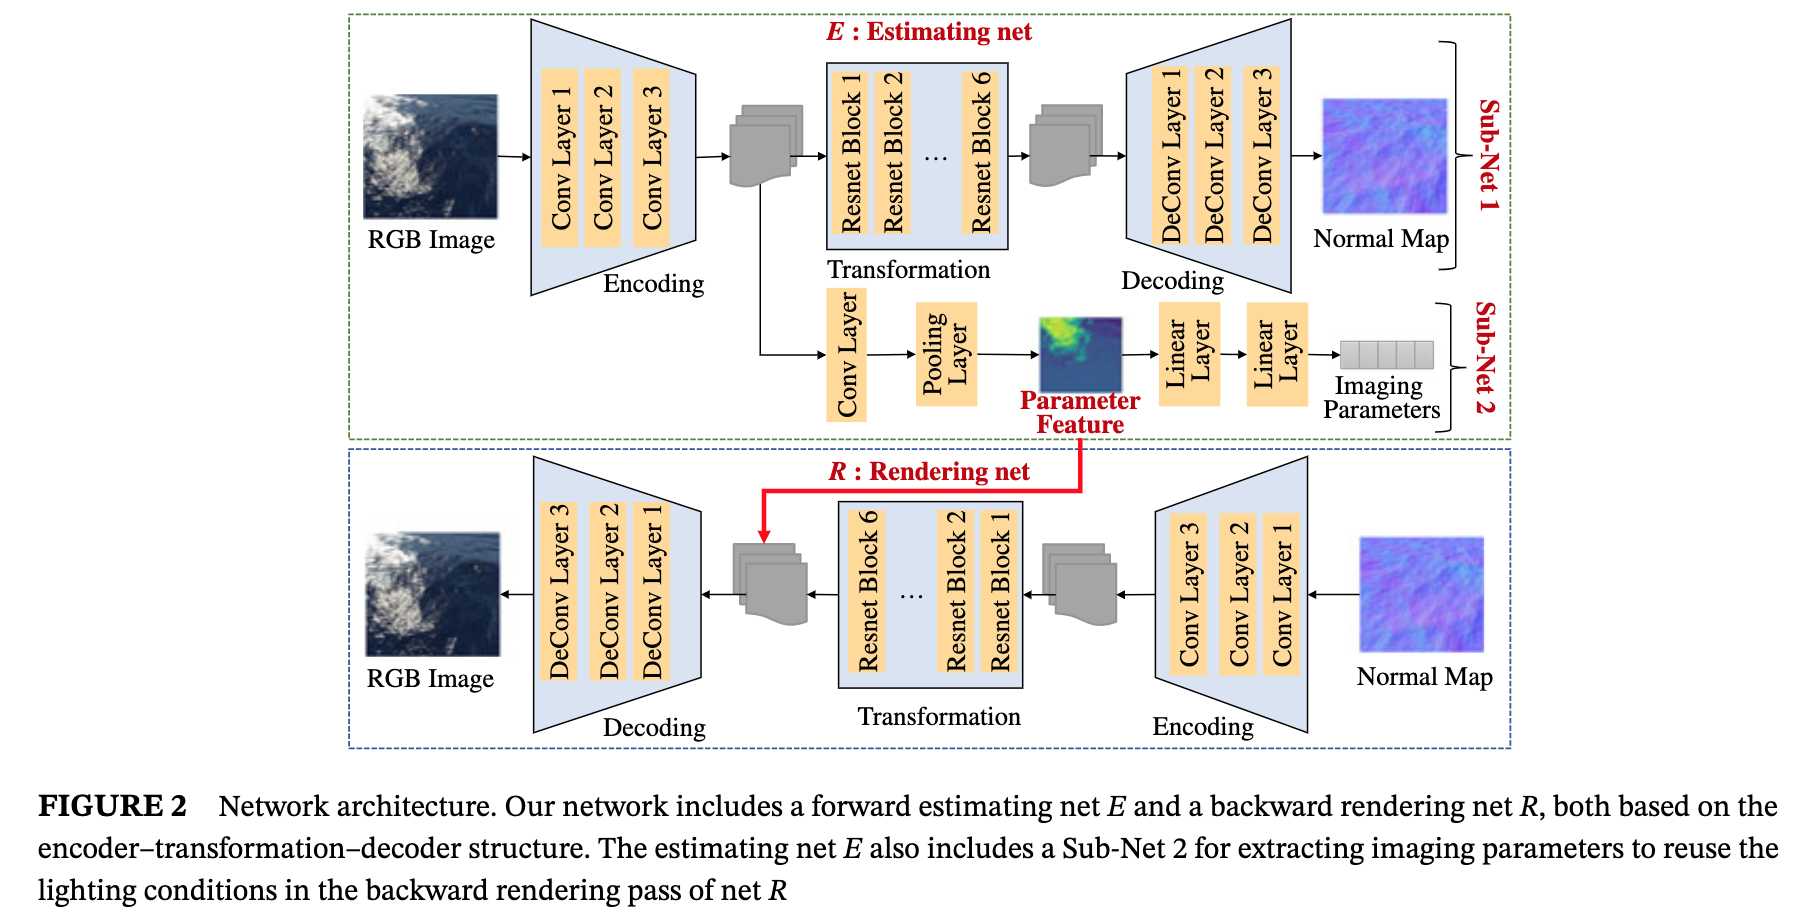 E : Estimating net
Conv Layer 1
Conv Layer 2
Conv Layer 3
Resnet Block 1
Resnet Block 2
...
Resnet Block 6
DeConv Layer 1
DeConv Layer 2
DeConv Layer 3
Sub-Net 1
RGB Image
Encoding
Transformation
Decoding
Normal Map
Conv Layer
Pooling
Layer
Parameter
Feature
Linear
Layer
Linear
Layer
Imaging
Parameters
Sub-Net 2
R : Rendering net
DeConv Layer 3
DeConv Layer 2
DeConv Layer 1
Resnet Block 6
...
Resnet Block 2
Resnet Block 1
Conv Layer 3
Conv Layer 2
Conv Layer 1
RGB Image
Decoding
Transformation
Encoding
Normal Map
FIGURE 2 Network architecture. Our network includes a forward estimating net E and a backward rendering net R, both based on the
encoder–transformation–decoder structure. The estimating net E also includes a Sub-Net 2 for extracting imaging parameters to reuse the
lighting conditions in the backward rendering pass of net R